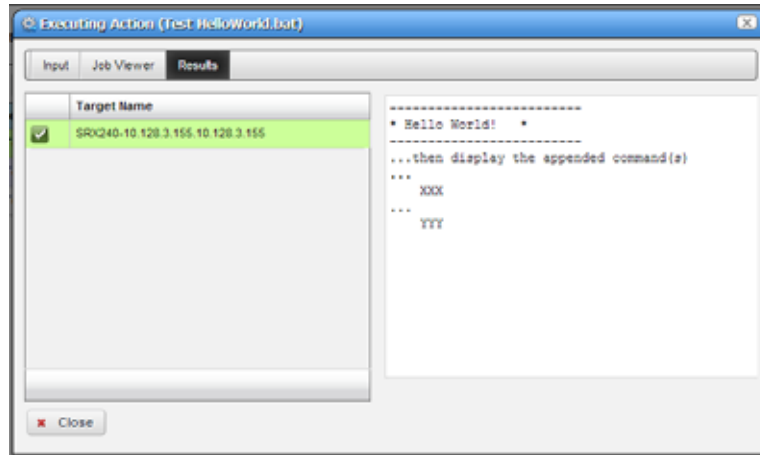 Executing Action (Test HelloWorld.bat)
Input Job Viewer Results
Target Name
SRX240-10.128.3.155.10.128.3.155
--------------------------
* Hello World! *
--------------------------
...then display the appended command(s)
...
XXX
...
YYY
Close